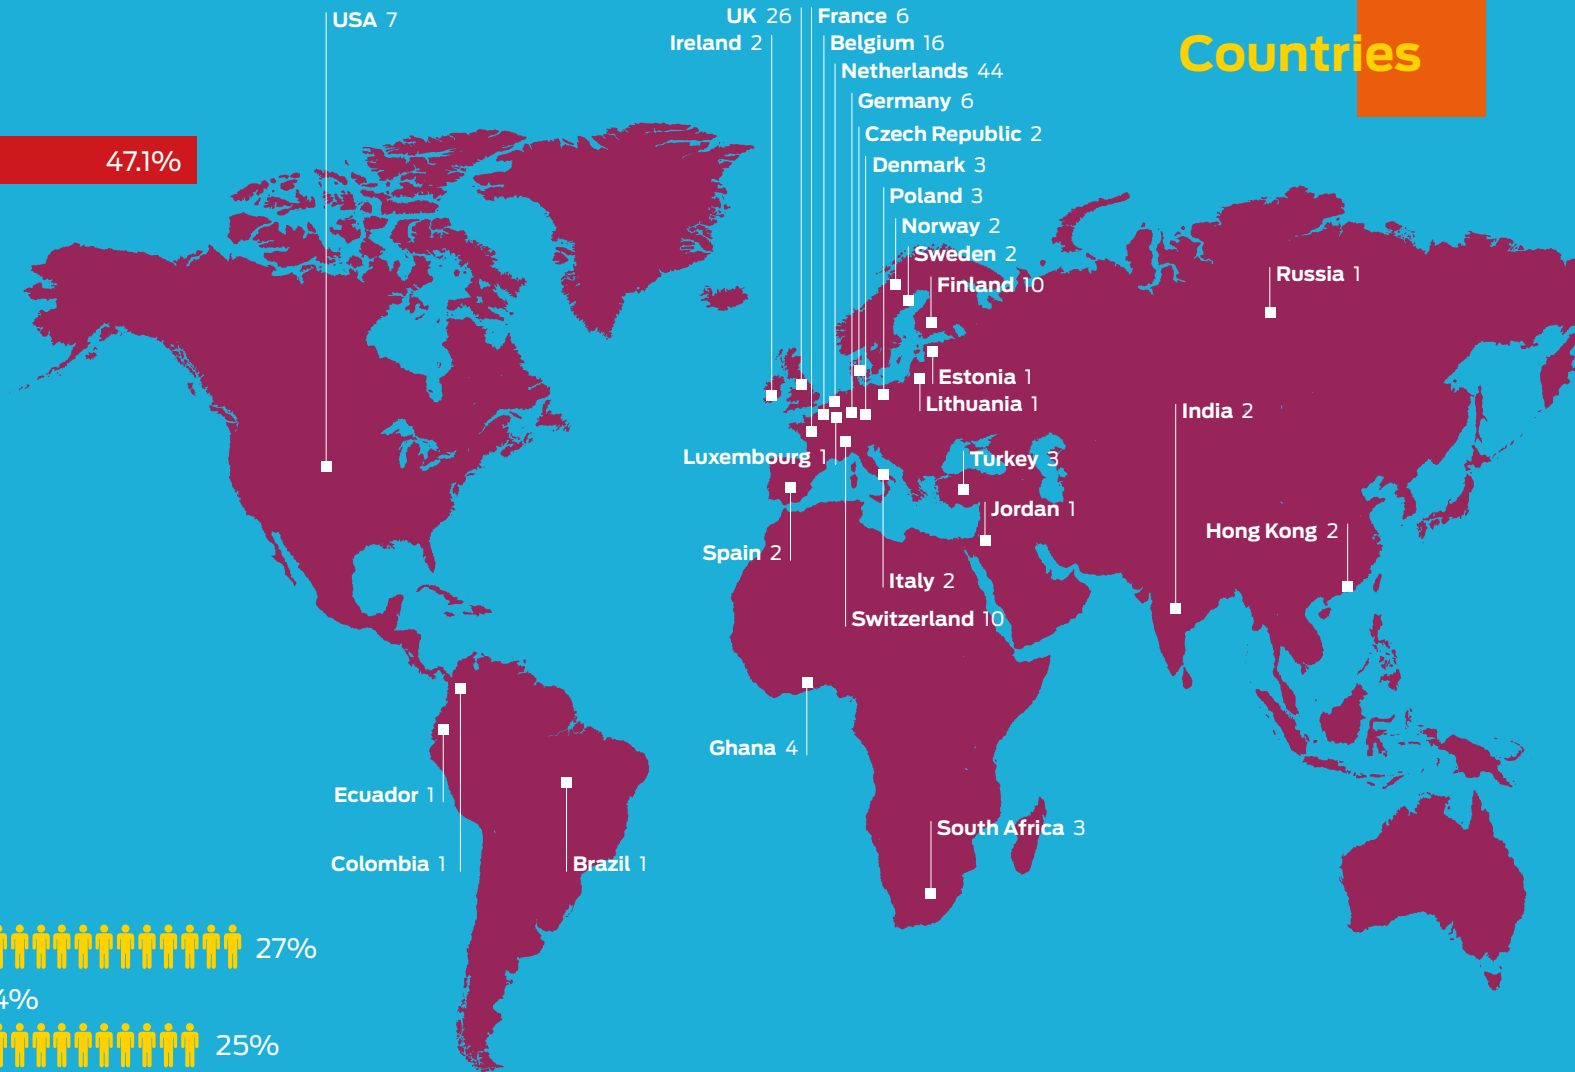 Countries
USA 7
UK 26
France 6
Ireland 2
Belgium 16
Netherlands 44
Germany 6
Czech Republic 2
47.1%
Denmark 3
Poland 3
Norway 2
Sweden 2
Russia 1
Finland 10
Estonia 1
Lithuania 1
India 2
Luxembourg 1
Turkey 3
Jordan 1
Hong Kong 2
Spain 2
Italy 2
Switzerland 10
Ghana 4
Ecuador 1
South Africa 3
Colombia 1
Brazil 1
27%
4%
25%